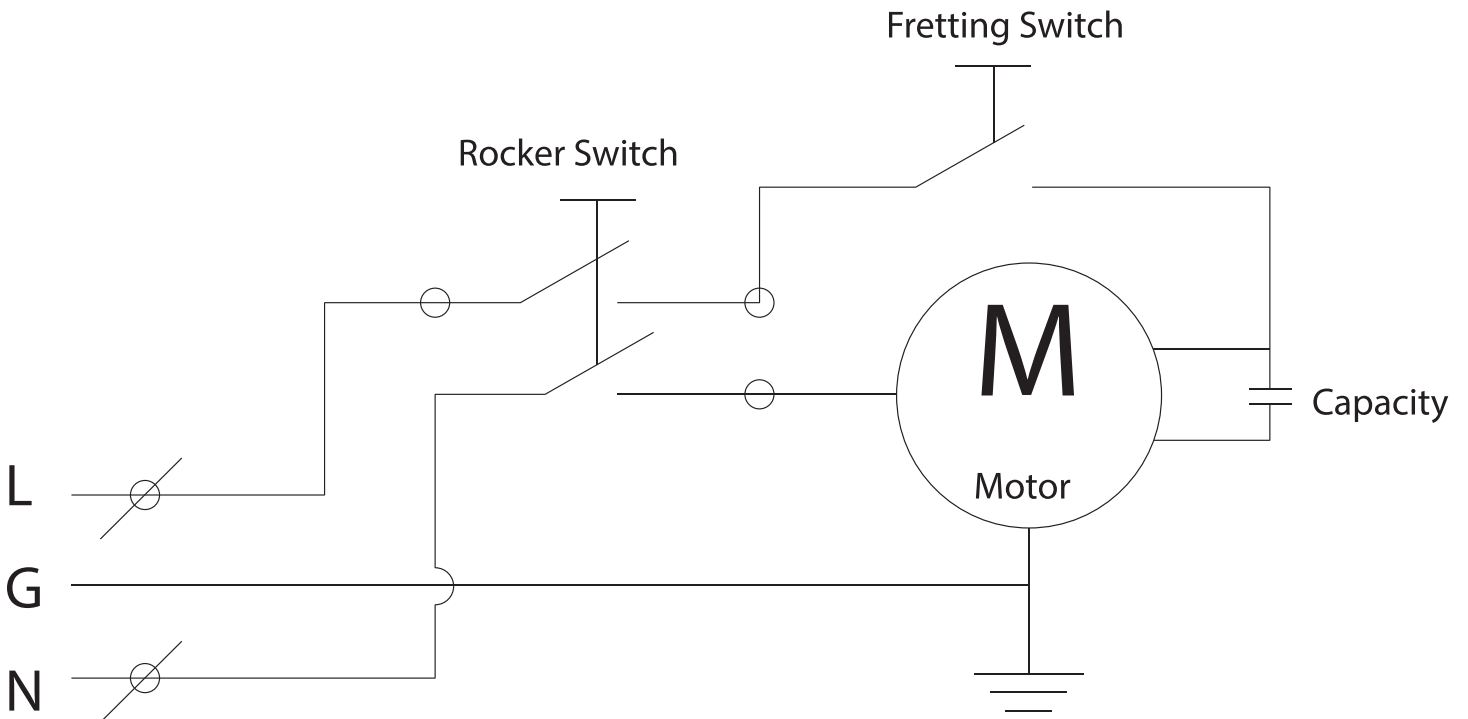 Fretting Switch
Rocker Switch
M
Capacity
Motor
L
G
N